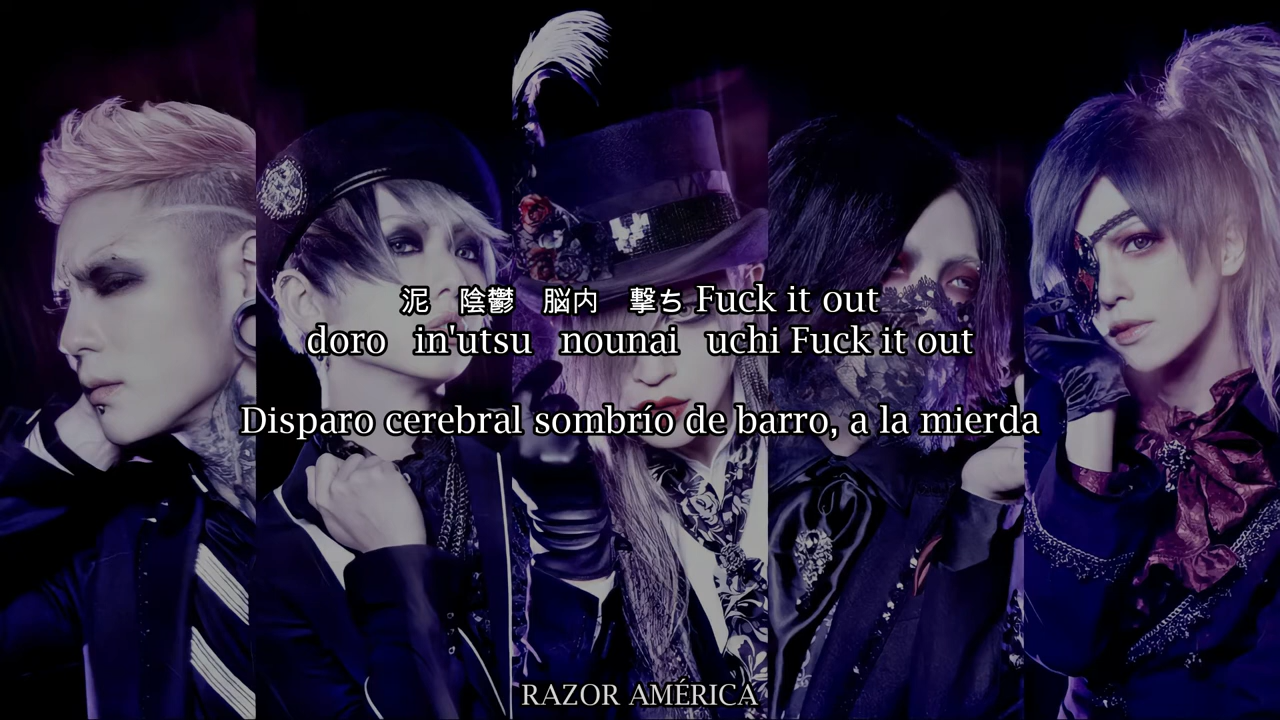 泥　陰鬱　脳内　撃ち Fuck it out
doro in'utsu nounai uchi Fuck it out
Disparo cerebral sombrío de barro, a la mierda
RAZOR AMÉRICA